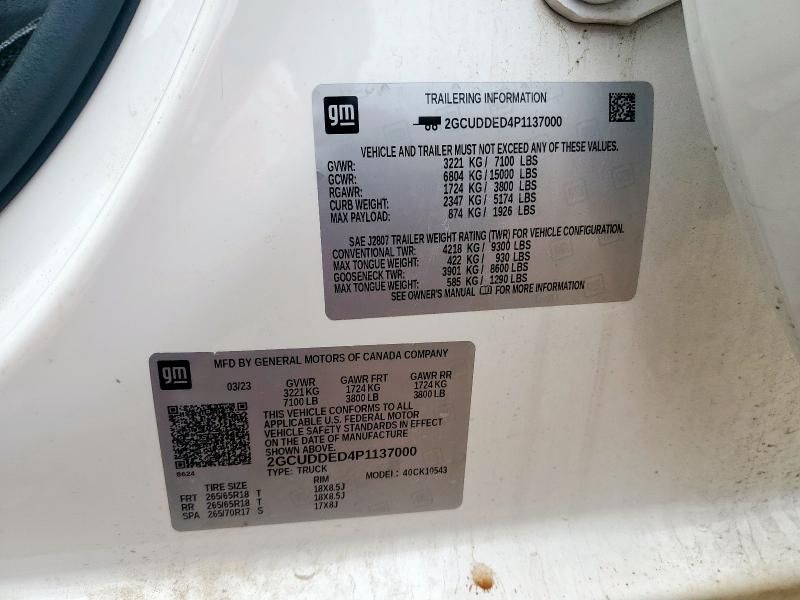 gm
TRAILERING INFORMATION
2GCUDDED4P1137000
VEHICLE AND TRAILER MUST NOT EXCEED ANY OF THESE VALUES.
GVWR: 3221 KG / 7100 LBS
GCWR: 6804 KG / 15000 LBS
RGAWR: 1724 KG / 3800 LBS
CURB WEIGHT: 2347 KG / 5174 LBS
MAX PAYLOAD: 874 KG / 1926 LBS
SAE J2807 TRAILER WEIGHT RATING (TWR) FOR VEHICLE CONFIGURATION.
CONVENTIONAL TWR: 4218 KG / 9300 LBS
MAX TONGUE WEIGHT: 422 KG / 930 LBS
GOOSENECK TWR: 3901 KG / 8600 LBS
MAX TONGUE WEIGHT: 585 KG / 1290 LBS
SEE OWNER'S MANUAL FOR MORE INFORMATION
gm
MFD BY GENERAL MOTORS OF CANADA COMPANY
03/23 GVWR GAWR FRT GAWR RR
3221 KG 1724 KG 1724 KG
7100 LB 3800 LB 3800 LB
THIS VEHICLE CONFORMS TO ALL
APPLICABLE U.S. FEDERAL MOTOR
VEHICLE SAFETY STANDARDS IN EFFECT
ON THE DATE OF MANUFACTURE
SHOWN ABOVE.
2GCUDDED4P1137000
8624 TYPE: TRUCK MODEL: 40CK10543
TIRE SIZE RIM
FRT 265/65R18 T 18X8.5J
RR 265/65R18 T 18X8.5J
SPA 265/70R17 S 17X8J